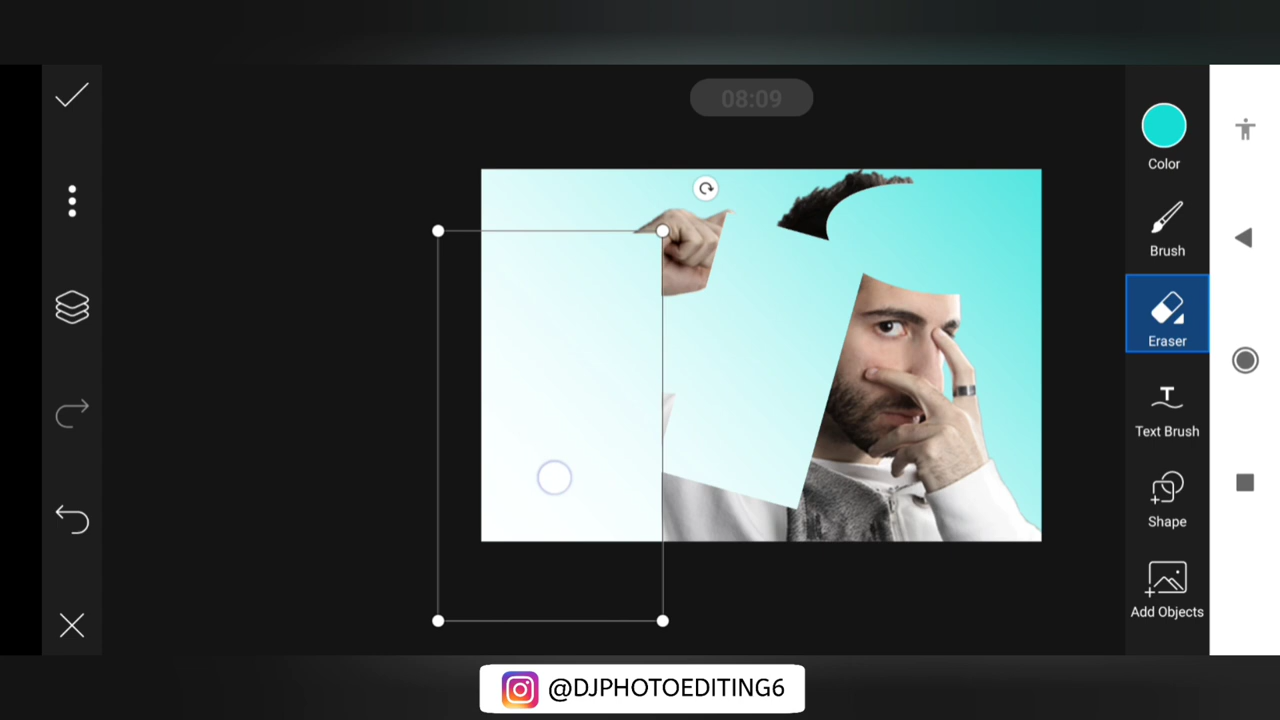 08:09
Color
Brush
Eraser
Text Brush
Shape
Add Objects
@DJPHOTOEDITING6